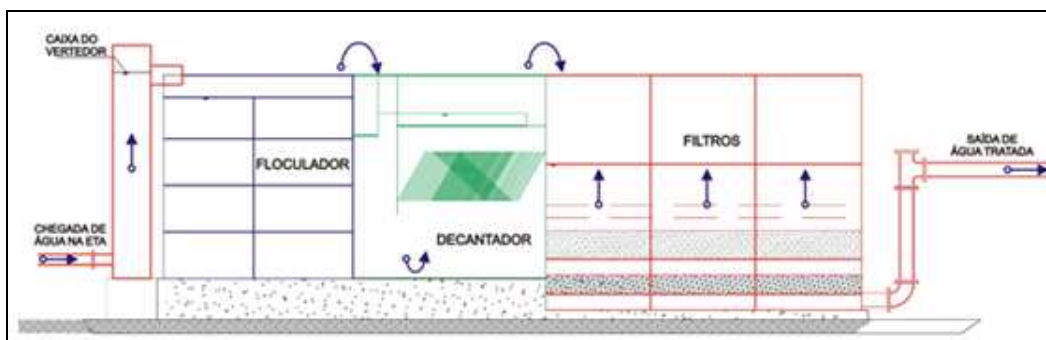 CAIXA DO
VERTEDOR
FLOCULADOR
FILTROS
SAÍDA DE
ÁGUA TRATADA
CHEGADA DE
ÁGUA NA ETA
DECANTADOR